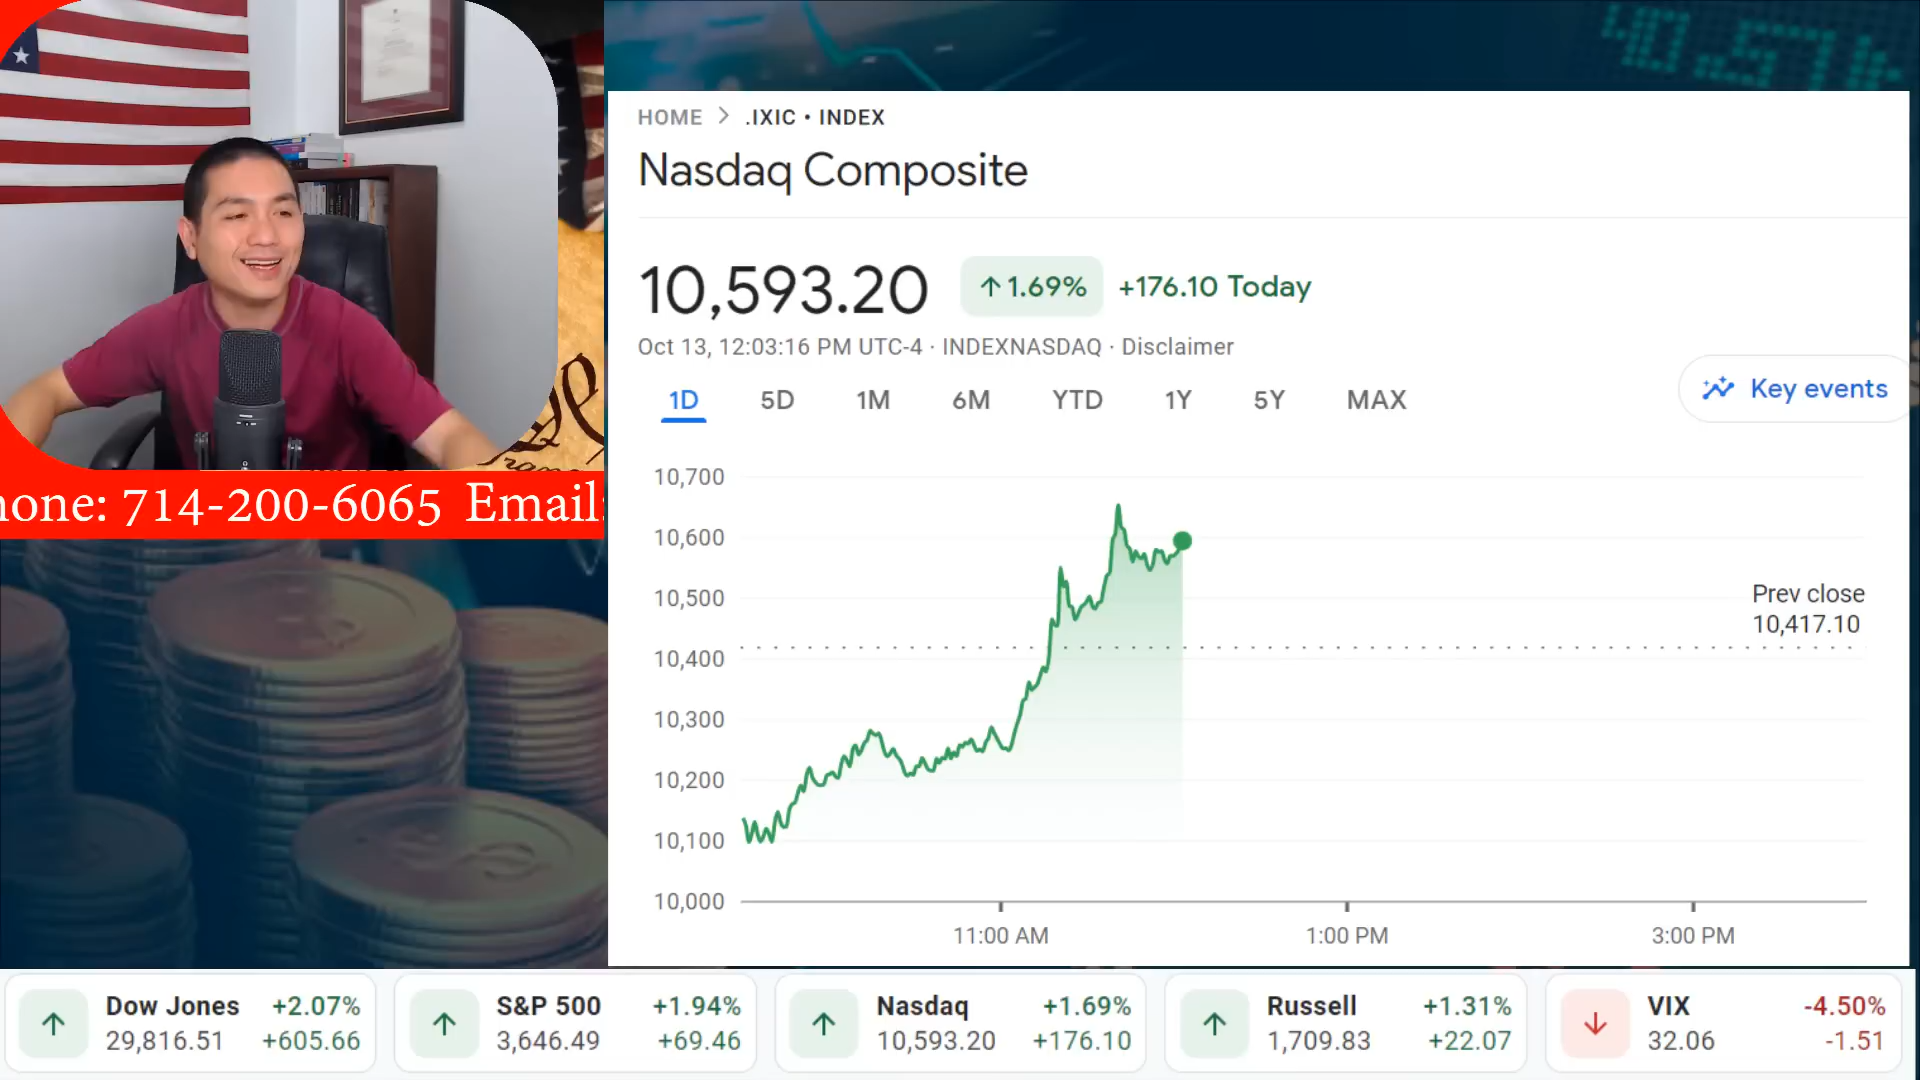 HOME > .IXIC • INDEX
Nasdaq Composite
10,593.20 ↑ 1.69% +176.10 Today
Oct 13, 12:03:16 PM UTC-4 · INDEXNASDAQ · Disclaimer
1D 5D 1M 6M YTD 1Y 5Y MAX
Key events
10,700
10,600
10,500
10,400
10,300
10,200
10,100
10,000
Prev close
10,417.10
11:00 AM 1:00 PM 3:00 PM
hone: 714-200-6065 Email:
Dow Jones +2.07%
29,816.51 +605.66
S&P 500 +1.94%
3,646.49 +69.46
Nasdaq +1.69%
10,593.20 +176.10
Russell +1.31%
1,709.83 +22.07
VIX -4.50%
32.06 -1.51